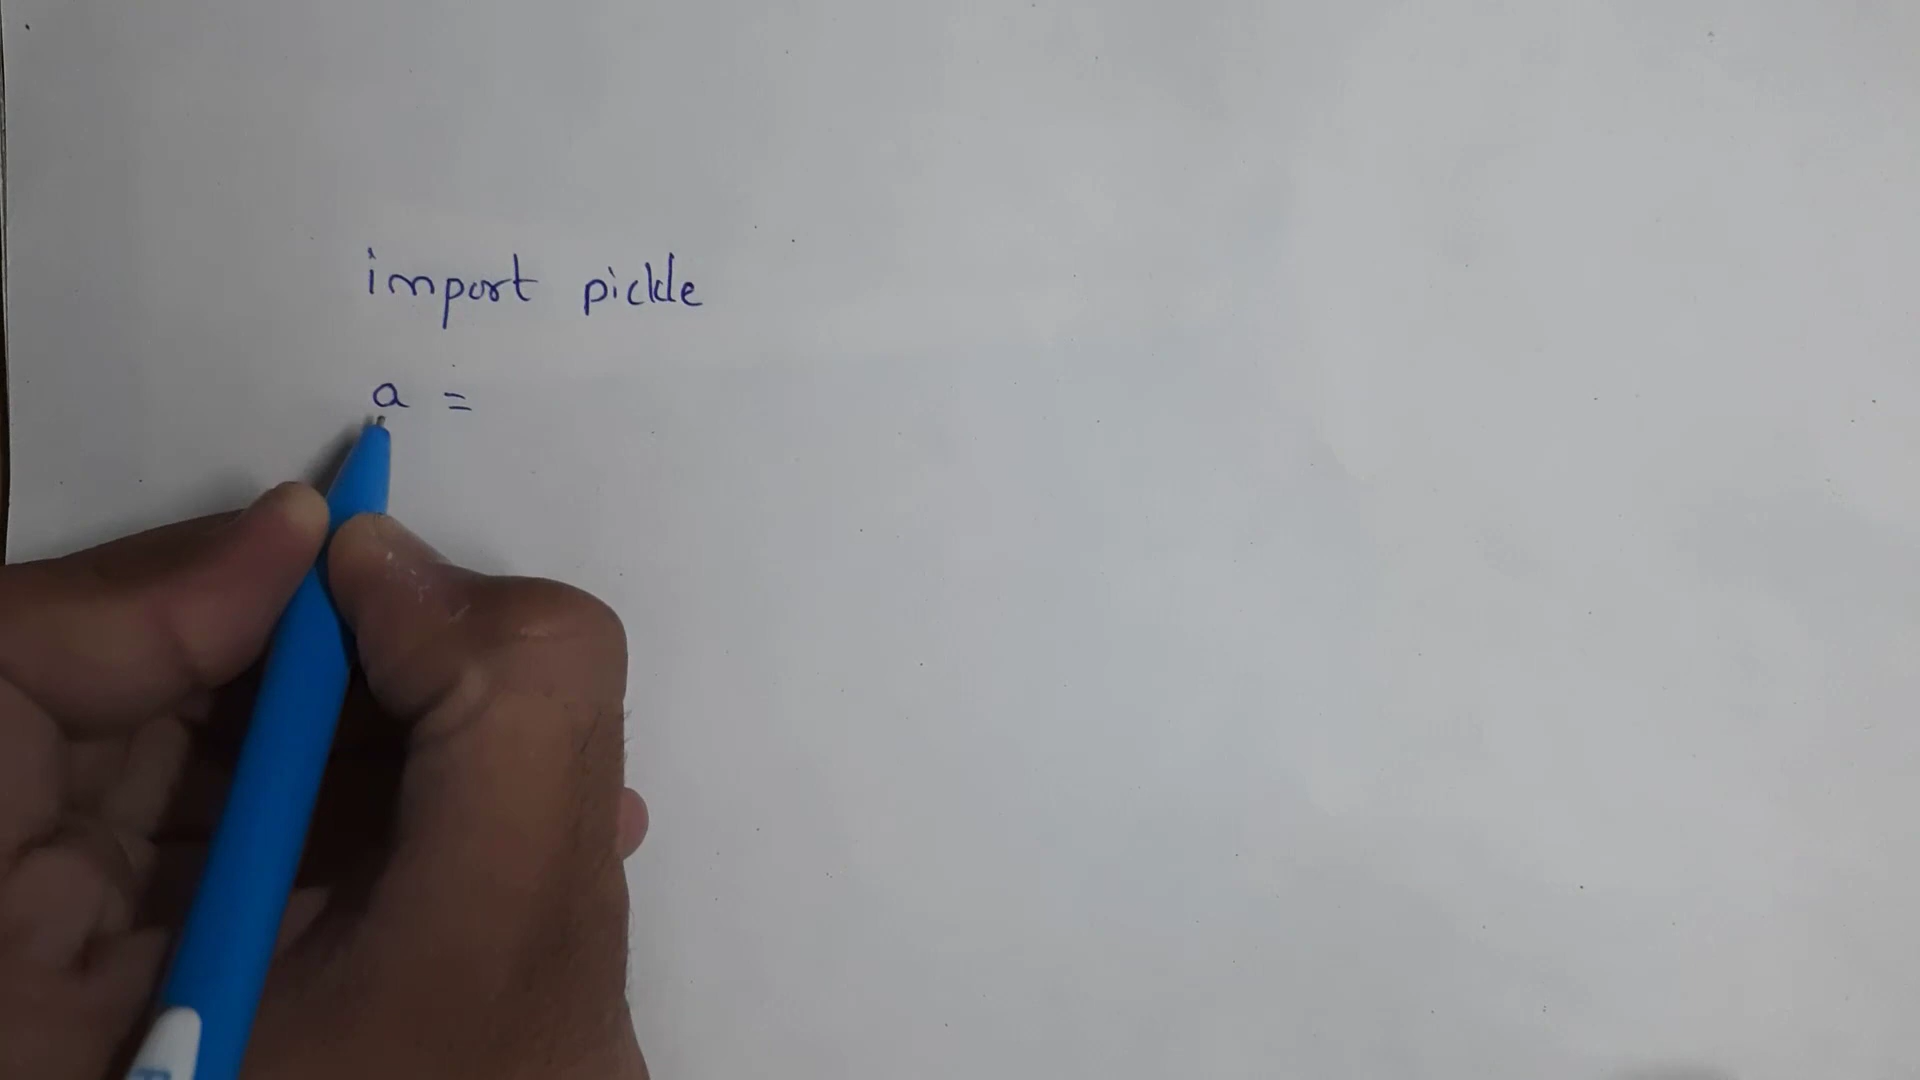 import pickle
a =